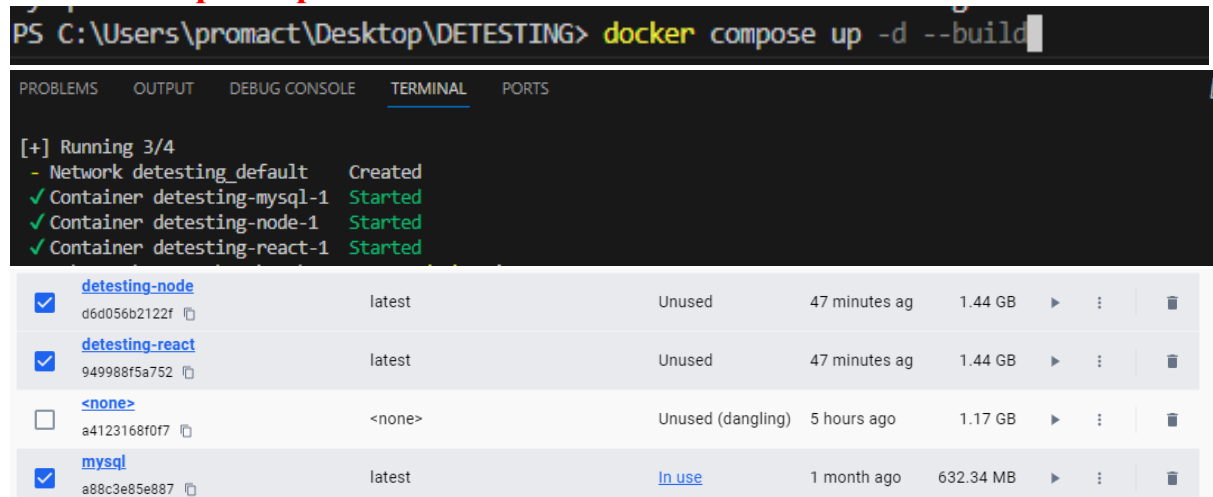 PS C:\Users\promact\Desktop\DETESTING> docker compose up -d --build
PROBLEMS OUTPUT DEBUG CONSOLE TERMINAL PORTS
[+] Running 3/4
- Network detesting_default Created
✓ Container detesting-mysql-1 Started
✓ Container detesting-node-1 Started
✓ Container detesting-react-1 Started
detesting-node
d6d056b2122f
latest Unused 47 minutes ag 1.44 GB
detesting-react
949988f5a752
latest Unused 47 minutes ag 1.44 GB
<none>
a4123168f0f7
<none> Unused (dangling) 5 hours ago 1.17 GB
mysql
a88c3e85e887
latest In use 1 month ago 632.34 MB